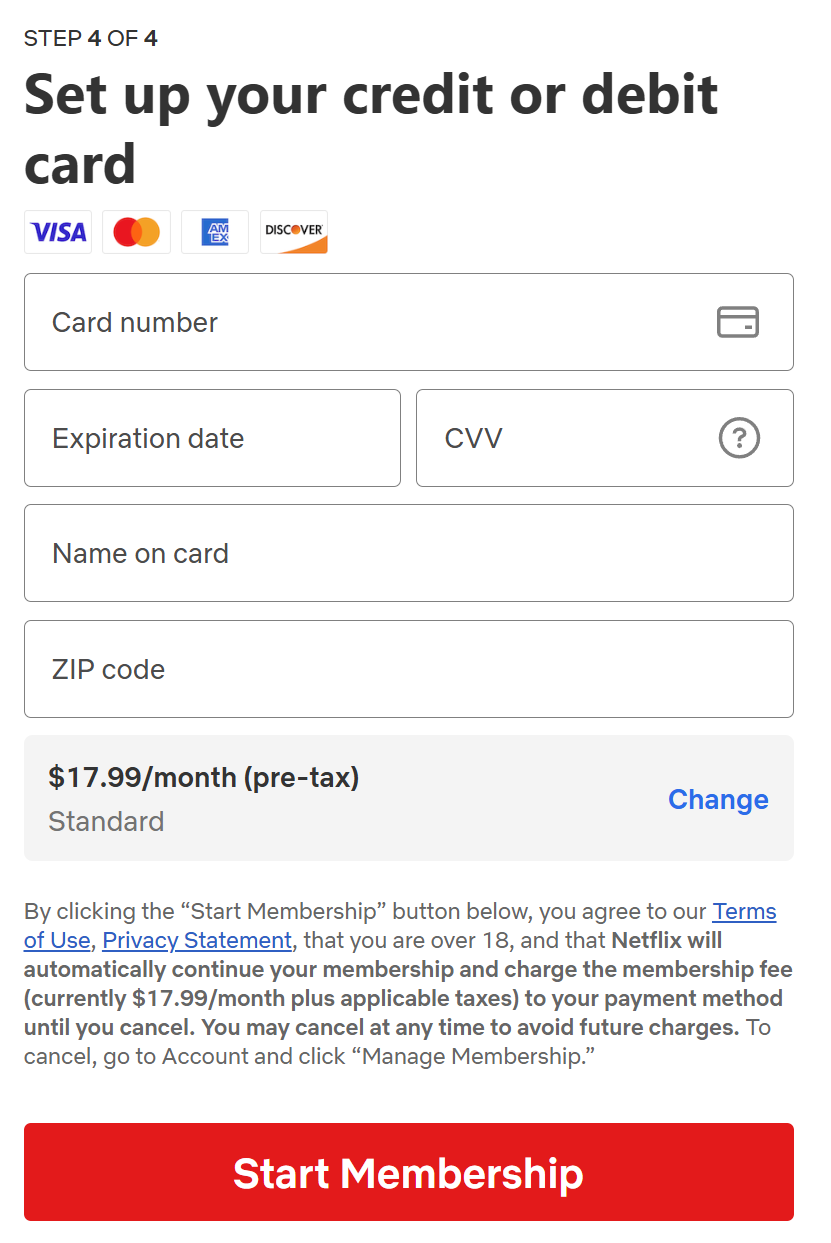 STEP 4 OF 4
Set up your credit or debit
card
VISA AM EX DISCOVER
Card number
Expiration date CVV ?
Name on card
ZIP code
$17.99/month (pre-tax)
Standard
Change
By clicking the “Start Membership” button below, you agree to our Terms
of Use, Privacy Statement, that you are over 18, and that Netflix will
automatically continue your membership and charge the membership fee
(currently $17.99/month plus applicable taxes) to your payment method
until you cancel. You may cancel at any time to avoid future charges. To
cancel, go to Account and click “Manage Membership.”
Start Membership